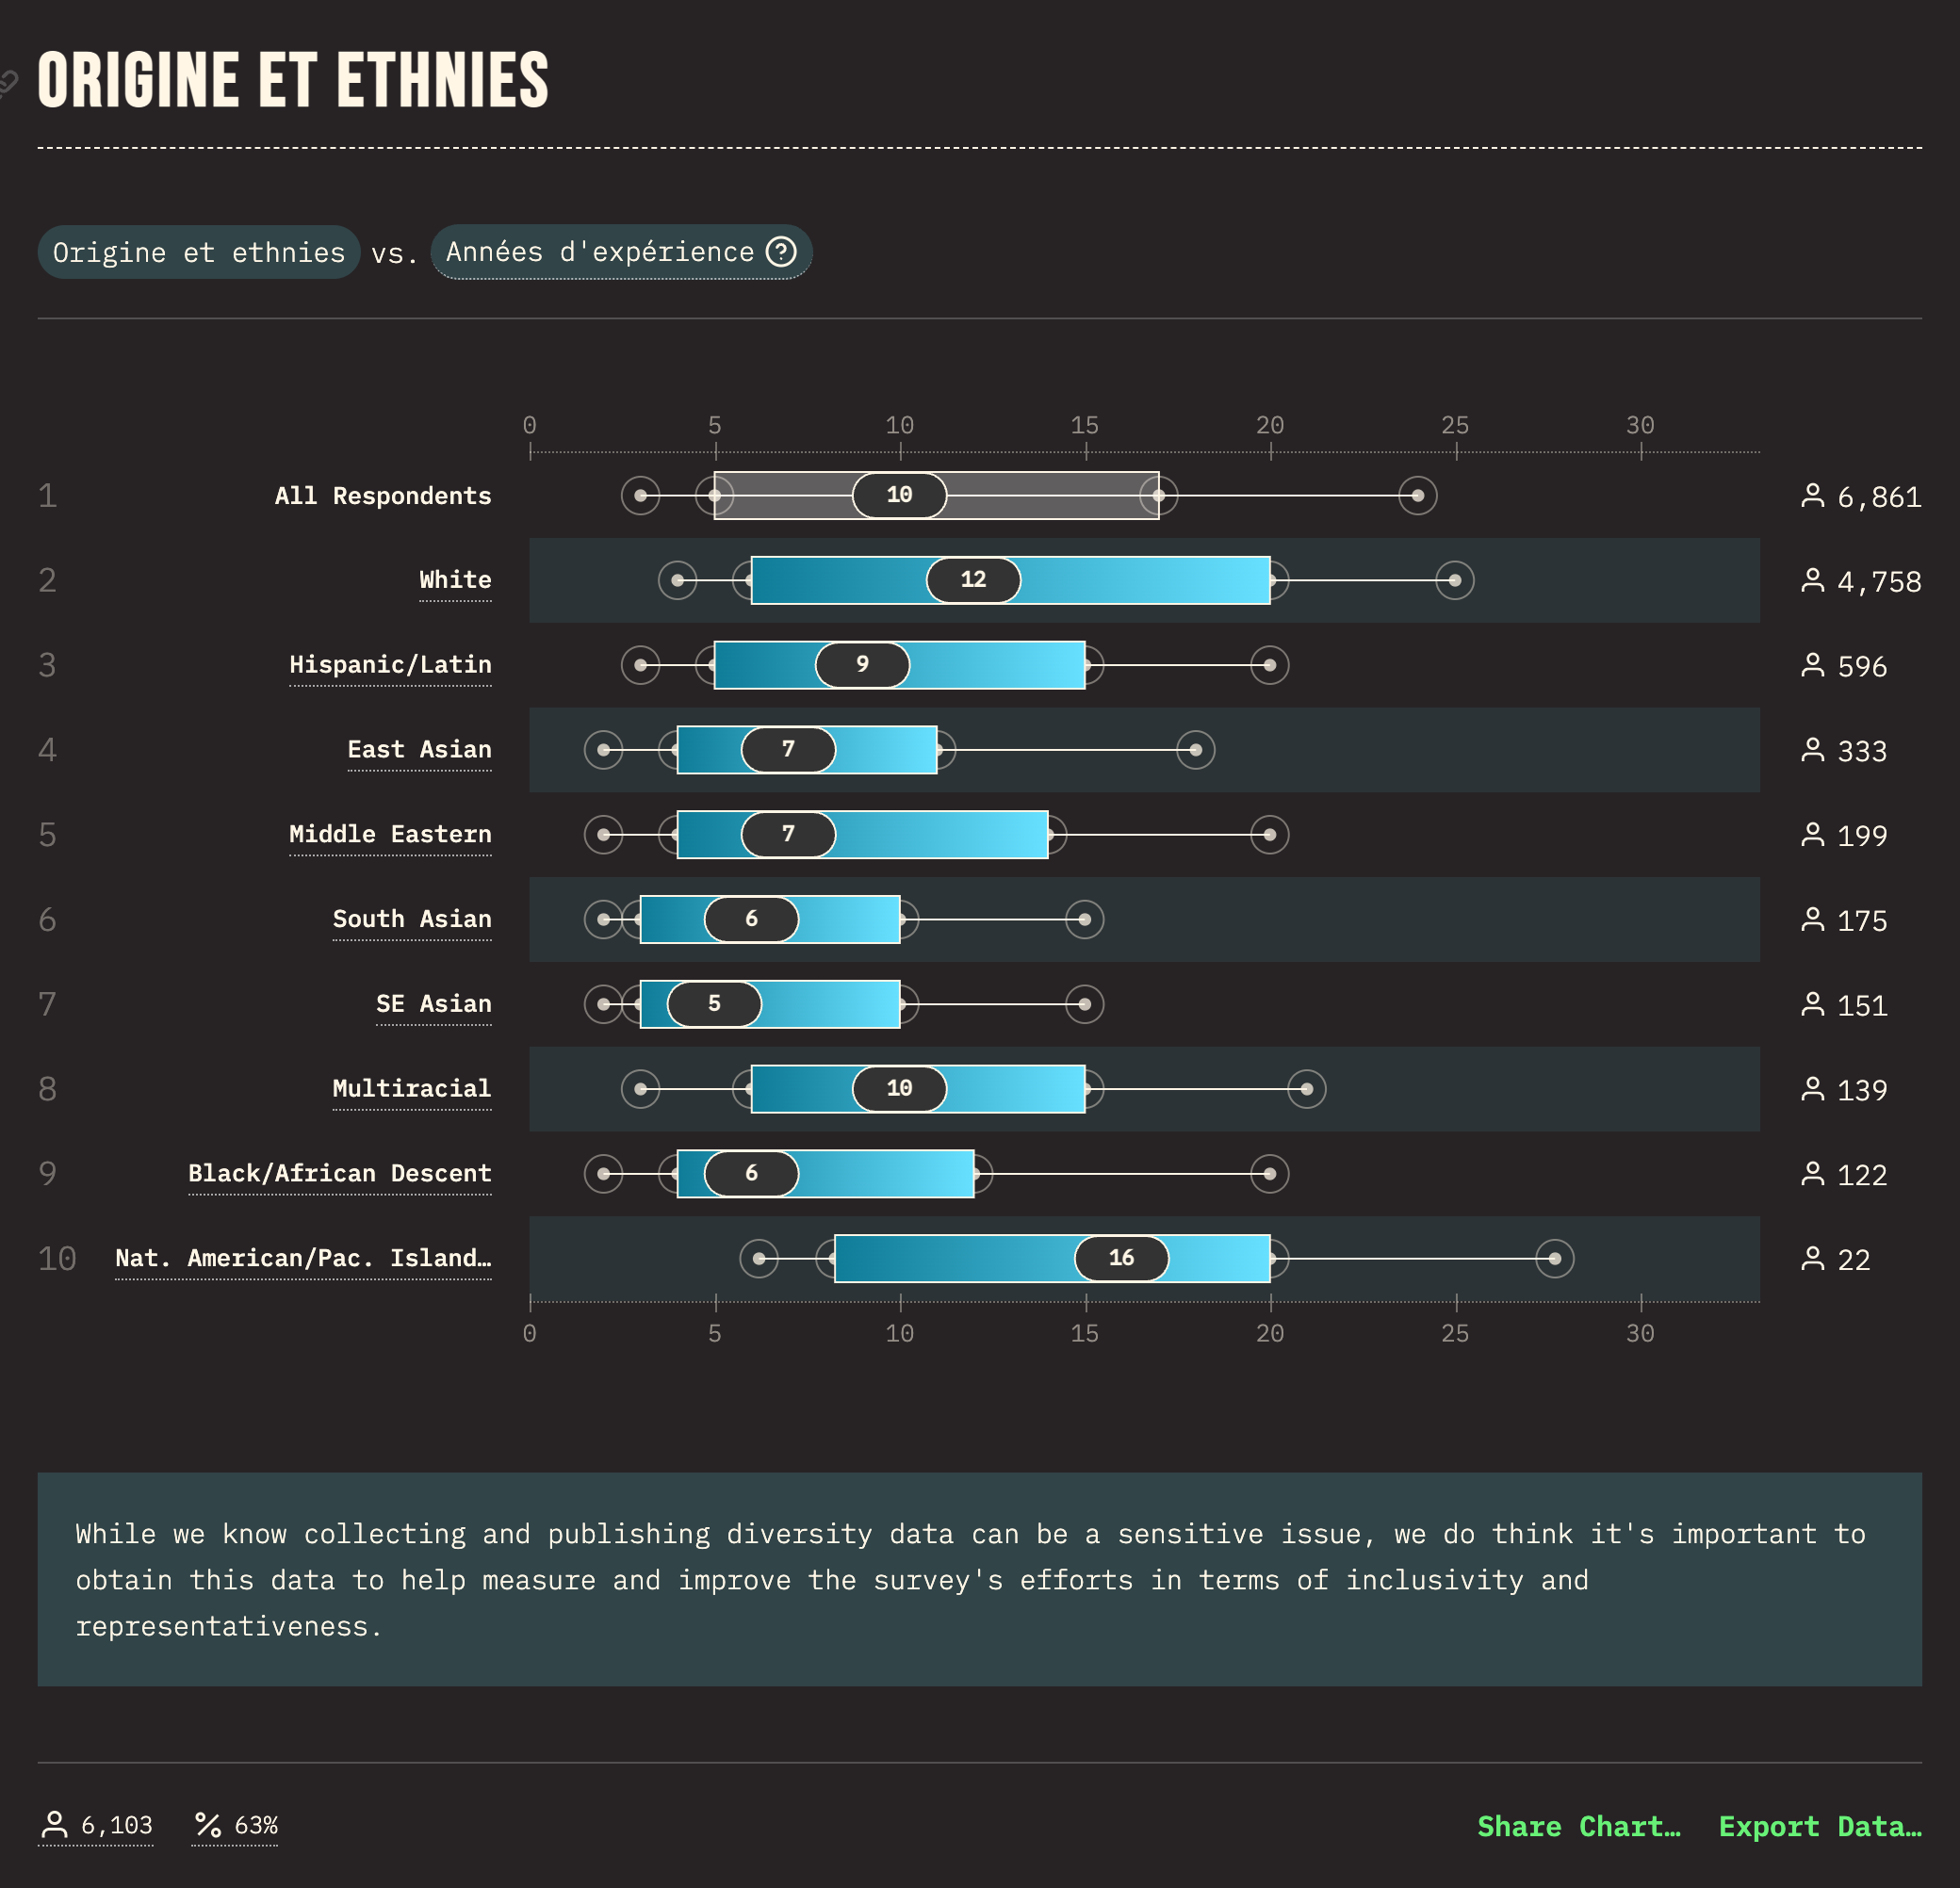 ORIGINE ET ETHNIES
Origine et ethnies vs. Années d'expérience ?
0 5 10 15 20 25 30
1 All Respondents 10 6,861
2 White 12 4,758
3 Hispanic/Latin 9 596
4 East Asian 7 333
5 Middle Eastern 7 199
6 South Asian 6 175
7 SE Asian 5 151
8 Multiracial 10 139
9 Black/African Descent 6 122
10 Nat. American/Pac. Island… 16 22
0 5 10 15 20 25 30
While we know collecting and publishing diversity data can be a sensitive issue, we do think it's important to
obtain this data to help measure and improve the survey's efforts in terms of inclusivity and
representativeness.
6,103 % 63% Share Chart… Export Data…